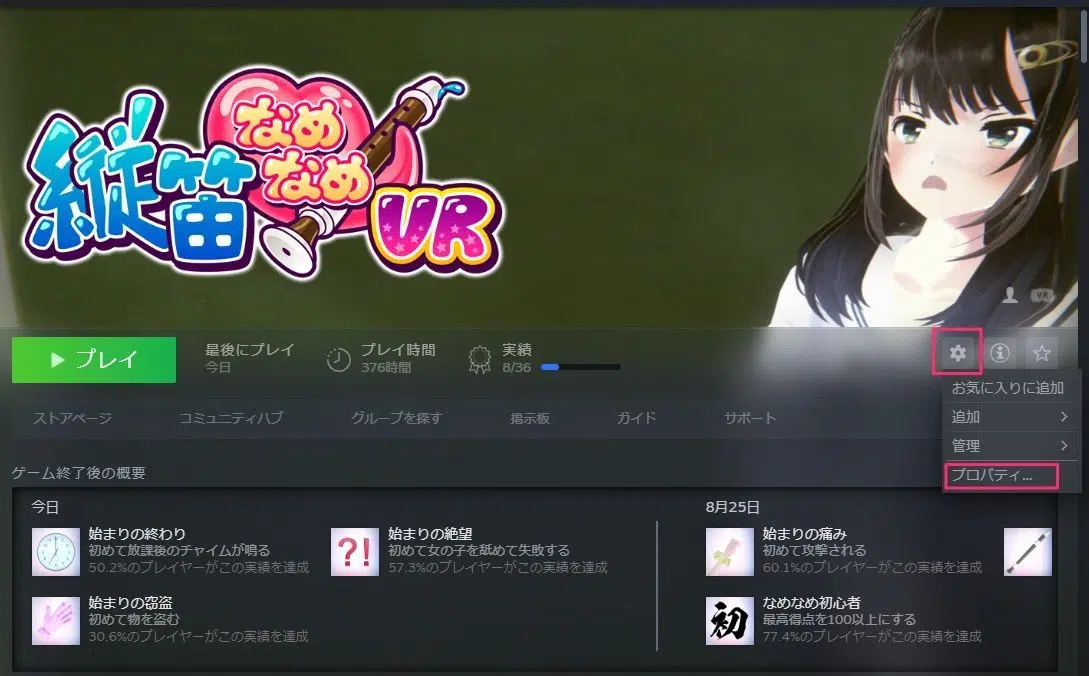 縦笛
なめ
なめ
VR
VR
プレイ
最後にプレイ
今日
プレイ時間
376時間
実績
8/36
お気に入りに追加
追加
管理
プロパティ...
ストアページ
コミュニティハブ
グループを探す
掲示板
ガイド
サポート
ゲーム終了後の概要
今日
始まりの終わり
初めて放課後のチャイムが鳴る
50.2%のプレイヤーがこの実績を達成
始まりの絶望
初めて女の子を舐めて失敗する
57.3%のプレイヤーがこの実績を達成
始まりの窃盗
初めて物を盗む
30.6%のプレイヤーがこの実績を達成
8月25日
始まりの痛み
初めて攻撃される
60.1%のプレイヤーがこの実績を達成
初
なめなめ初心者
最高得点を100以上にする
77.4%のプレイヤーがこの実績を達成